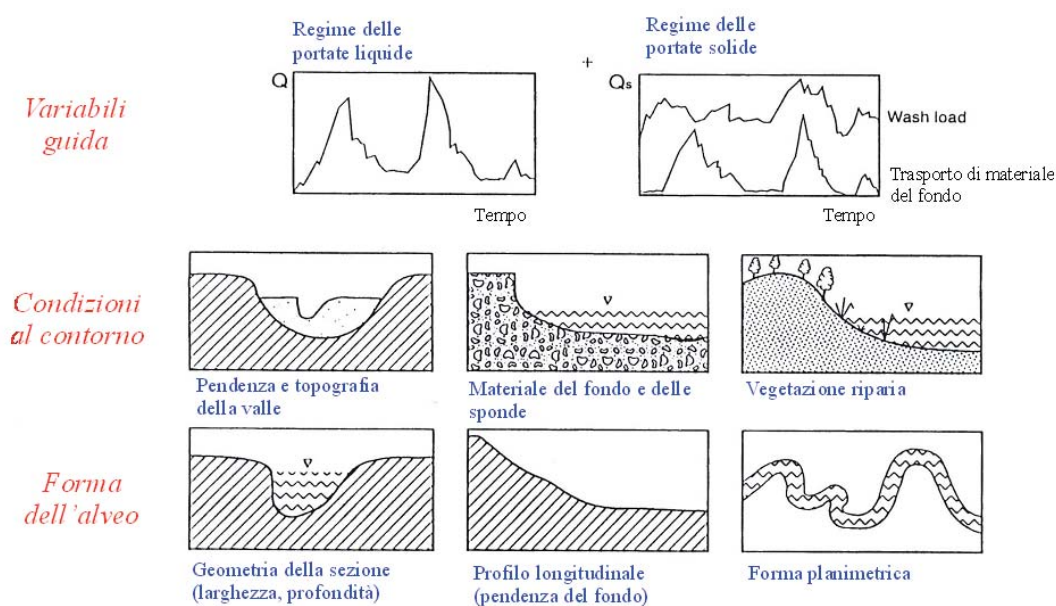 Regime delle
portate liquide
+
Regime delle
portate solide
Variabili
guida
Q
Tempo
Qs
Wash load
Trasporto di materiale
del fondo
Tempo
Condizioni
al contorno
Pendenza e topografia
della valle
Materiale del fondo e delle
sponde
Vegetazione riparia
Forma
dell'alveo
Geometria della sezione
(larghezza, profondità)
Profilo longitudinale
(pendenza del fondo)
Forma planimetrica